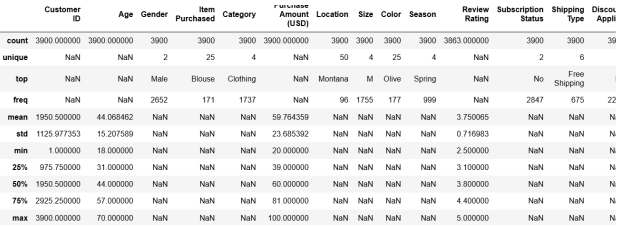 Customer ID Age Gender Item Purchased Category Purchase Amount (USD) Location Size Color Season Review Rating Subscription Status Shipping Type
count 3900.000000 3900.000000 3900 3900 3900 3900.000000 3900 3900 3900 3900 3863.000000 3900 3900
unique NaN NaN 2 25 4 NaN 50 4 25 4 NaN 2 6
top NaN NaN Male Blouse Clothing NaN Montana M Olive Spring NaN No Free Shipping
freq NaN NaN 2652 171 1737 NaN 96 1755 177 999 NaN 2847 675
mean 1950.500000 44.068462 NaN NaN NaN 59.764359 NaN NaN NaN NaN 3.750065 NaN NaN
std 1125.977353 15.207589 NaN NaN NaN 23.685392 NaN NaN NaN NaN 0.716983 NaN NaN
min 1.000000 18.000000 NaN NaN NaN 20.000000 NaN NaN NaN NaN 2.500000 NaN NaN
25% 975.750000 31.000000 NaN NaN NaN 39.000000 NaN NaN NaN NaN 3.100000 NaN NaN
50% 1950.500000 44.000000 NaN NaN NaN 60.000000 NaN NaN NaN NaN 3.800000 NaN NaN
75% 2925.250000 57.000000 NaN NaN NaN 81.000000 NaN NaN NaN NaN 4.400000 NaN NaN
max 3900.000000 70.000000 NaN NaN NaN 100.000000 NaN NaN NaN NaN 5.000000 NaN NaN